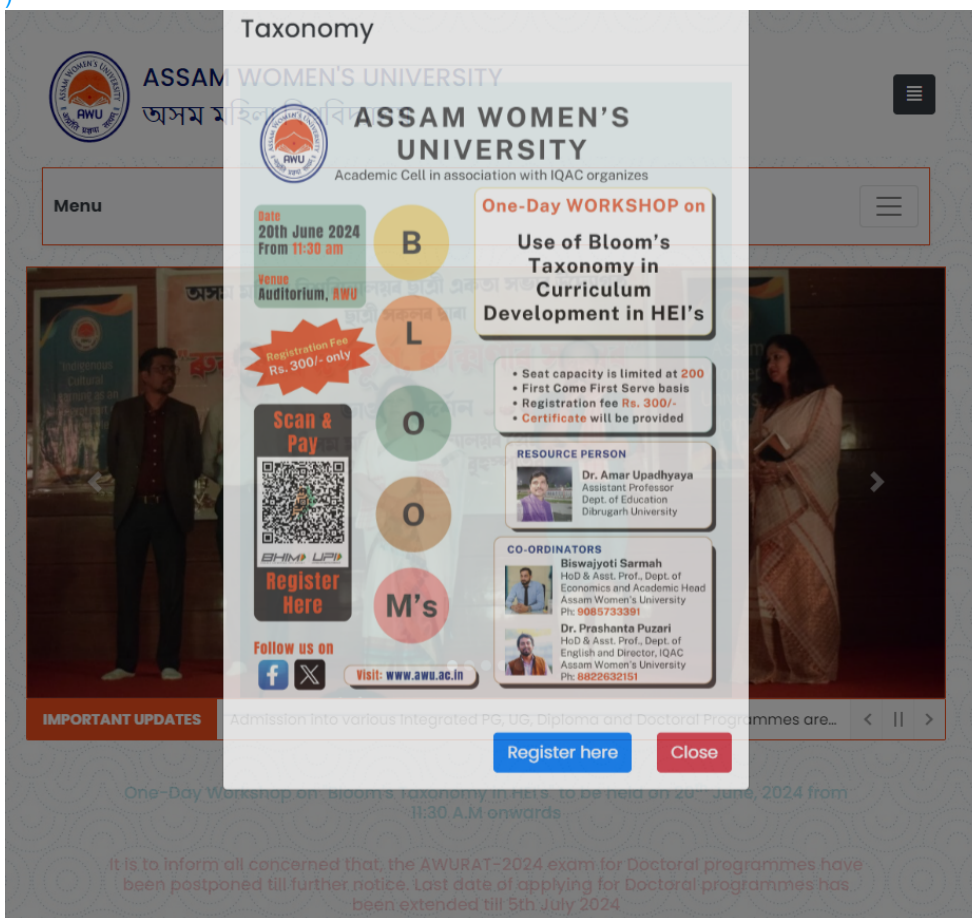 Taxonomy
ASSAM WOMEN'S UNIVERSITY
অসম মহিলা
AWU
Menu
ASSAM WOMEN'S
UNIVERSITY
AWU
Academic Cell in association with IQAC organizes
Date
20th June 2024
From 11:30 am
Venue
Auditorium, AWU
Registration Fee
Rs. 300/- only
Scan &
Pay
BHIM UPI
Register
Here
Follow us on
B
L
O
O
M's
One-Day WORKSHOP on
Use of Bloom's
Taxonomy in
Curriculum
Development in HEI's
• Seat capacity is limited at 200
• First Come First Serve basis
• Registration fee Rs. 300/-
• Certificate will be provided
RESOURCE PERSON
Dr. Amar Upadhyaya
Assistant Professor
Dept. of Education
Dibrugarh University
CO-ORDINATORS
Biswajyoti Sarmah
HoD & Asst. Prof., Dept. of
Economics and Academic Head
Assam Women's University
Ph: 9085733391
Dr. Prashanta Puzari
HoD & Asst. Prof., Dept. of
English and Director, IQAC
Assam Women's University
Ph: 8822632151
Visit: www.awu.ac.in
IMPORTANT UPDATES
Admission into various Integrated PG, UG, Diploma and Doctoral Programmes are...
Register here
Close
One-Day Workshop on "Bloom's Taxonomy in HEI's" to be held on 20th June, 2024 from
11:30 A.M onwards
It is to inform all concerned that, the AWURAT-2024 exam for Doctoral programmes have
been postponed till further notice. Last date of applying for Doctoral programmes has
been extended till 5th July 2024